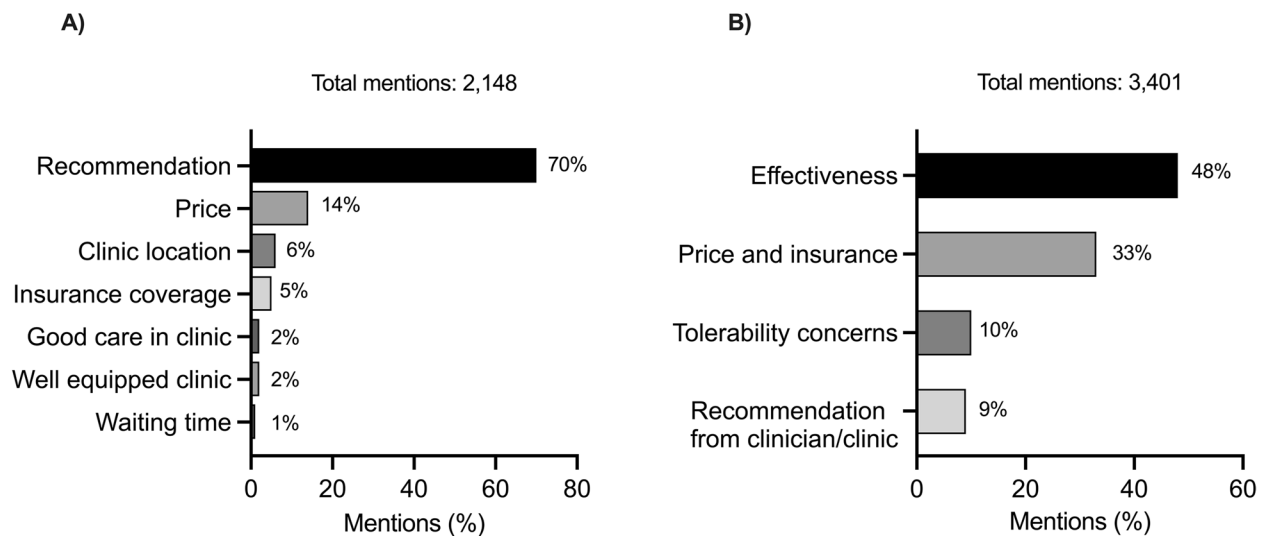 A)
Total mentions: 2,148
Recommendation
70%
Price
14%
Clinic location
6%
Insurance coverage
5%
Good care in clinic
2%
Well equipped clinic
2%
Waiting time
1%
0 20 40 60 80
Mentions (%)
B)
Total mentions: 3,401
Effectiveness
48%
Price and insurance
33%
Tolerability concerns
10%
Recommendation
from clinician/clinic
9%
0 20 40 60
Mentions (%)